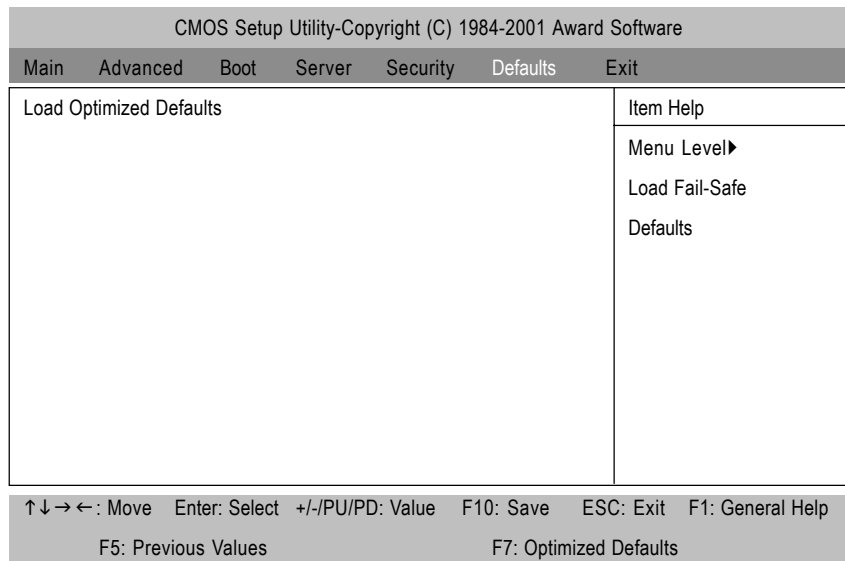 CMOS Setup Utility-Copyright (C) 1984-2001 Award Software
Main Advanced Boot Server Security Defaults Exit
Load Optimized Defaults
Item Help
Menu Level▶
Load Fail-Safe
Defaults
↑↓→←: Move Enter: Select +/-/PU/PD: Value F10: Save ESC: Exit F1: General Help
F5: Previous Values F7: Optimized Defaults